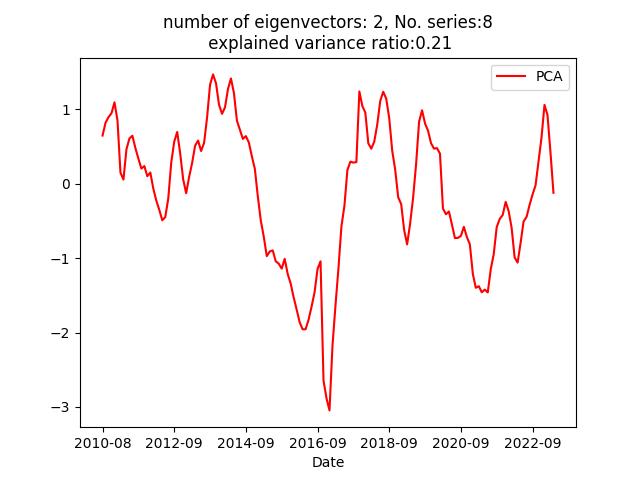 number of eigenvectors: 2, No. series:8
explained variance ratio:0.21
PCA
1
0
−1
−2
−3
2010-08 2012-09 2014-09 2016-09 2018-09 2020-09 2022-09
Date